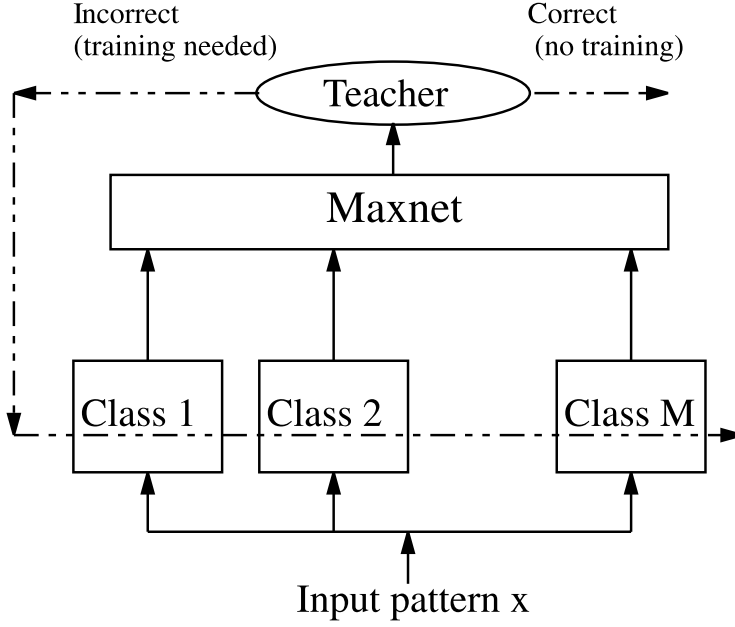 Incorrect
(training needed)
Correct
(no training)
Teacher
Maxnet
Class 1
Class 2
Class M
Input pattern x